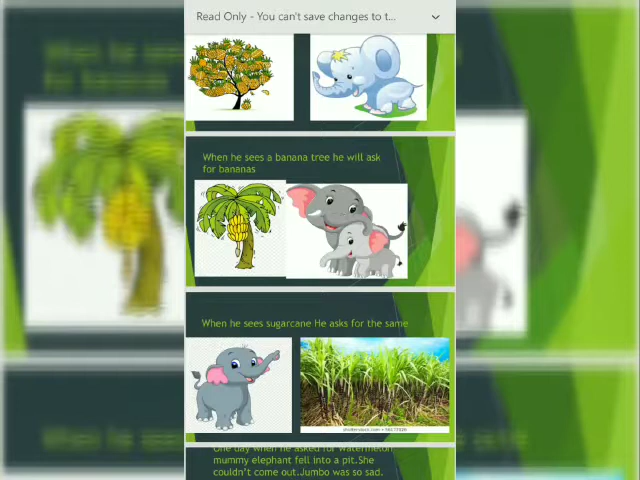 Read Only - You can't save changes to t...
When he sees a banana tree he will ask
for bananas
When he sees sugarcane He asks for the same
One day when he asked for watermelon
mummy elephant fell into a pit.She
couldn't come out.Jumbo was so sad.